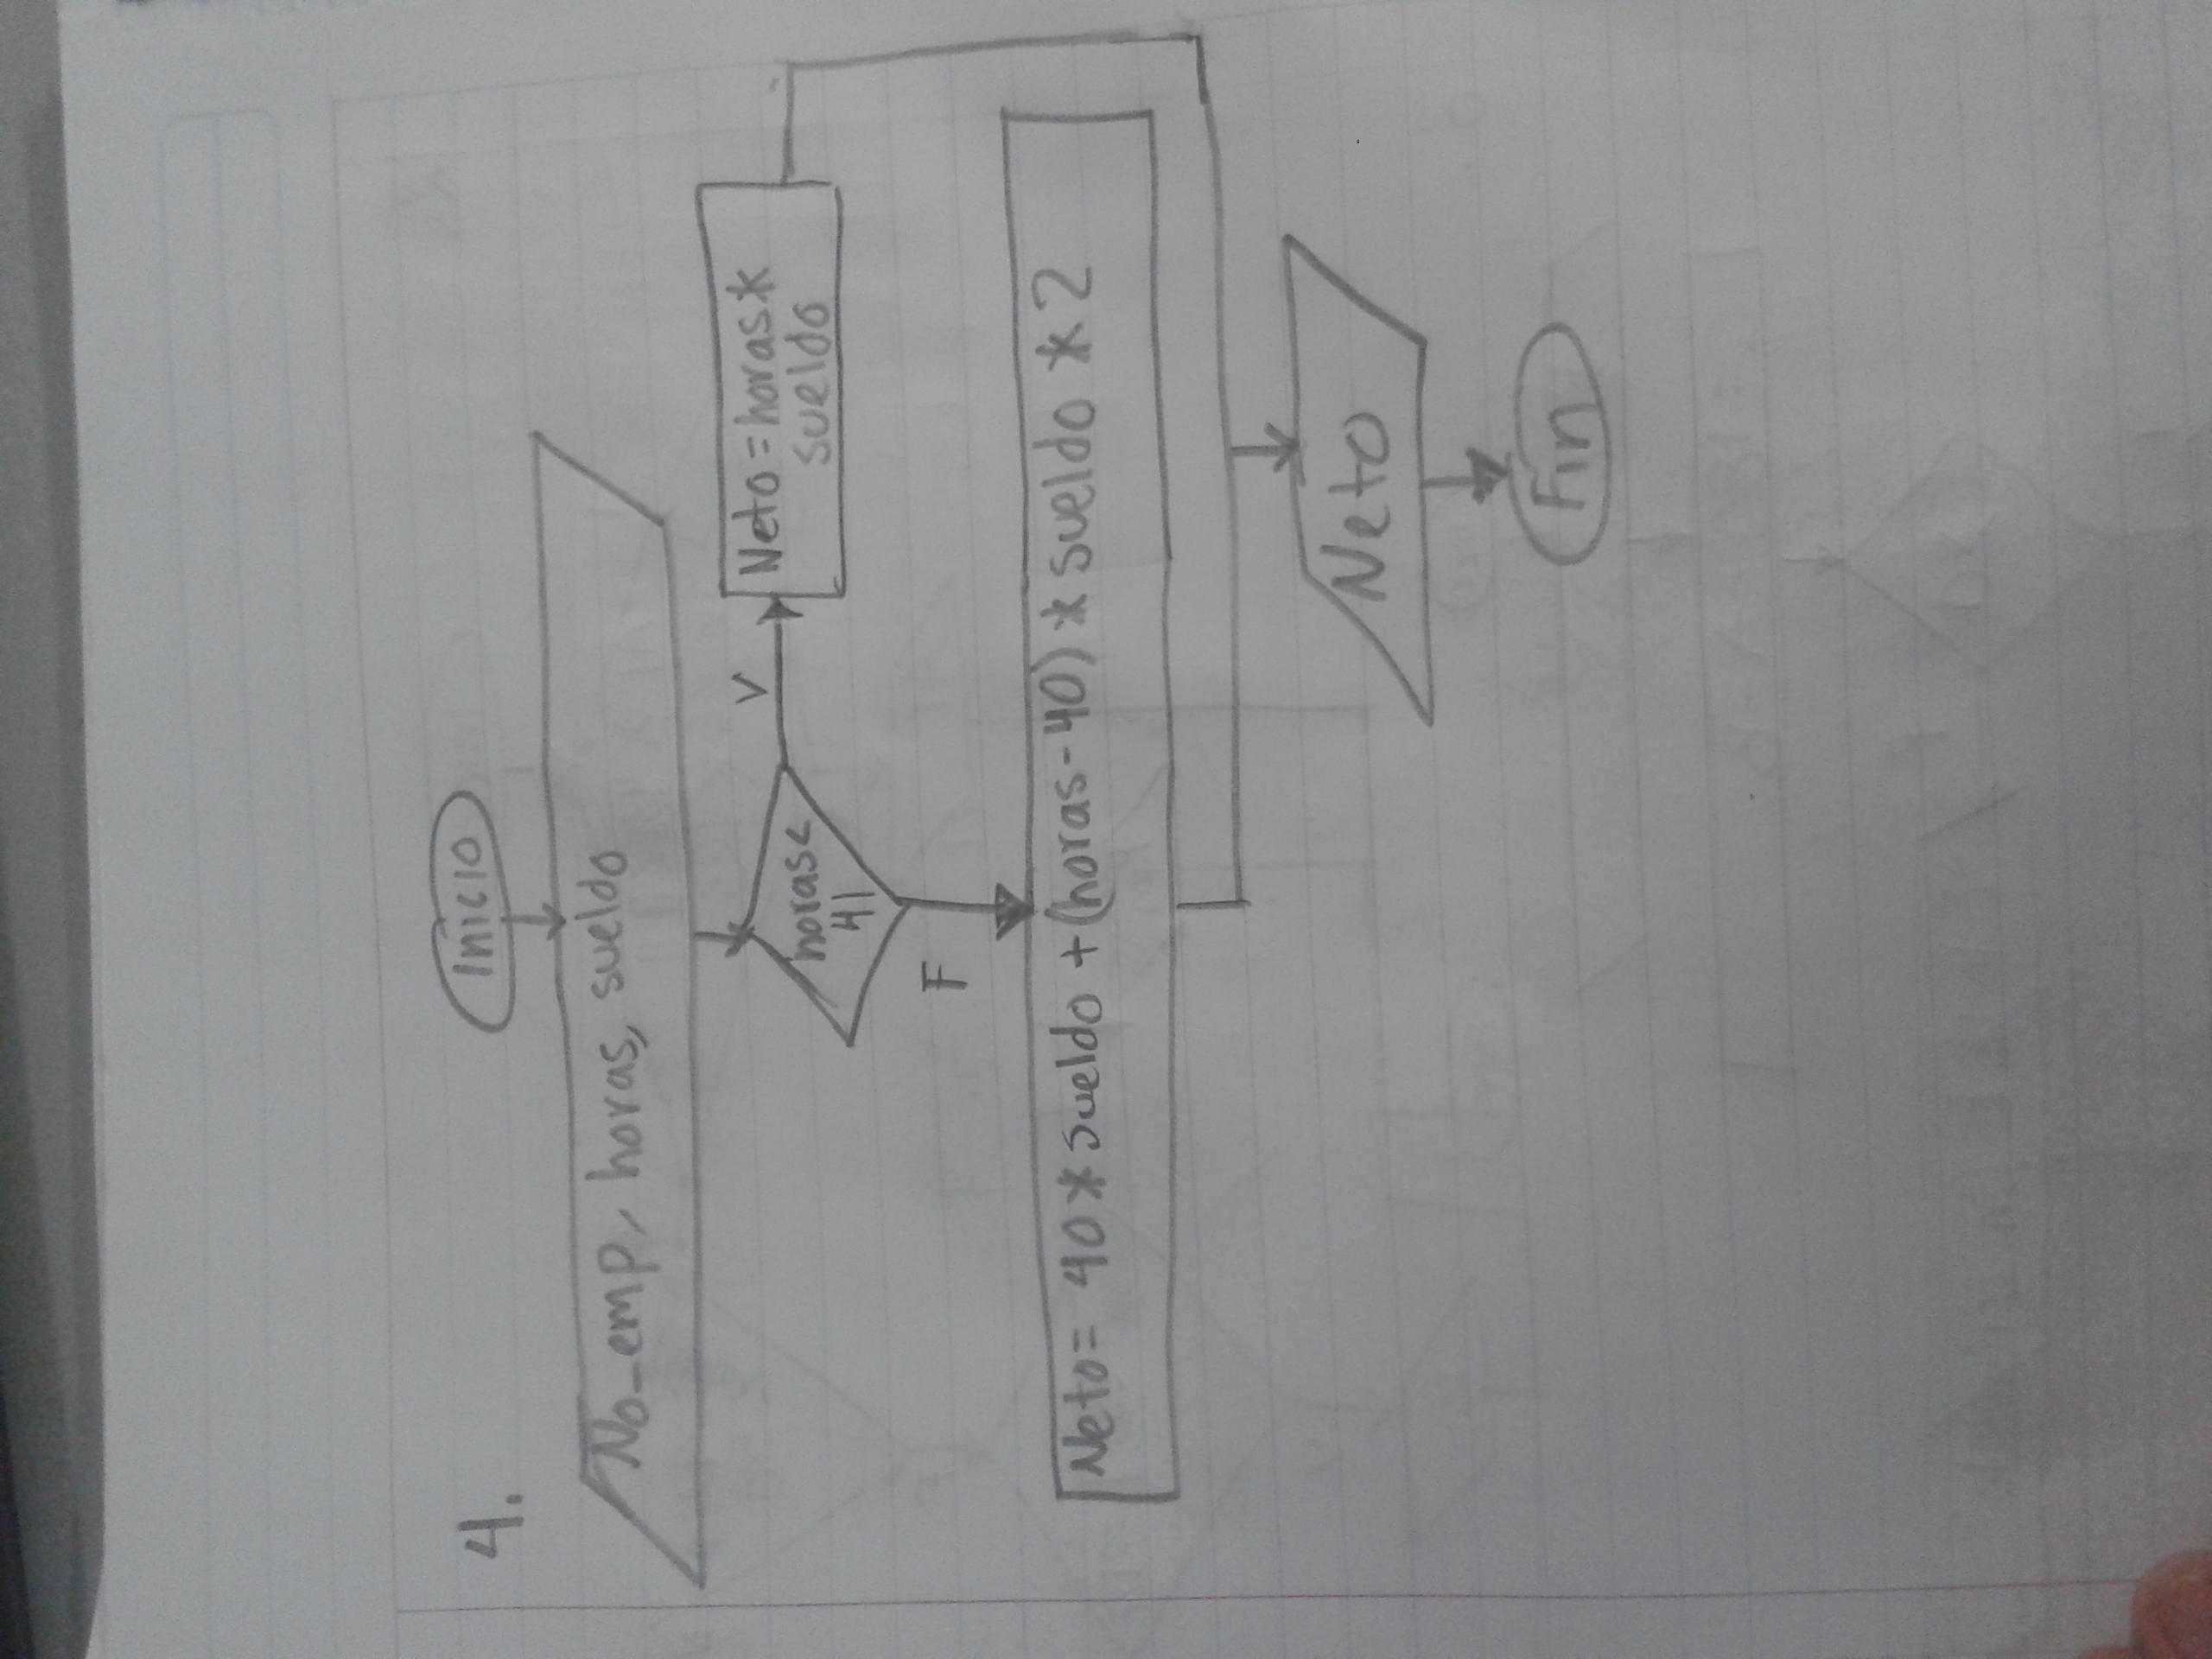 4.
Inicio
No_emp, horas, sueldo
horas<
41
V
Neto=horas*
sueldo
F
Neto= 40*sueldo+(horas-40)*sueldo*2
Neto
Fin